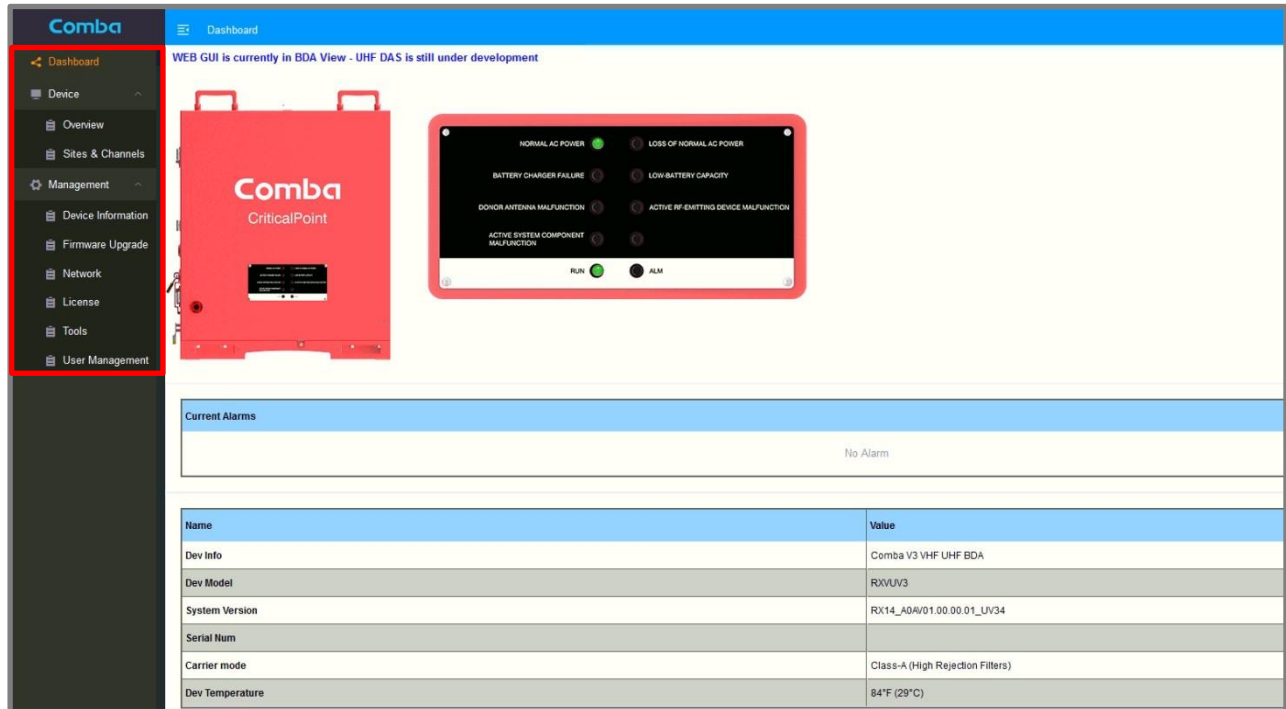 Comba
Dashboard
Dashboard
Device
Overview
Sites & Channels
Management
Device Information
Firmware Upgrade
Network
License
Tools
User Management
WEB GUI is currently in BDA View - UHF DAS is still under development
Comba
CriticalPoint
NORMAL AC POWER
LOSS OF NORMAL AC POWER
BATTERY CHARGER FAILURE
LOW-BATTERY CAPACITY
DONOR ANTENNA MALFUNCTION
ACTIVE RF-EMITTING DEVICE MALFUNCTION
ACTIVE SYSTEM COMPONENT
MALFUNCTION
RUN
ALM
Current Alarms
No Alarm
Name Value
Dev Info Comba V3 VHF UHF BDA
Dev Model RXVUV3
System Version RX14_A0AV01.00.00.01_UV34
Serial Num
Carrier mode Class-A (High Rejection Filters)
Dev Temperature 84°F (29°C)